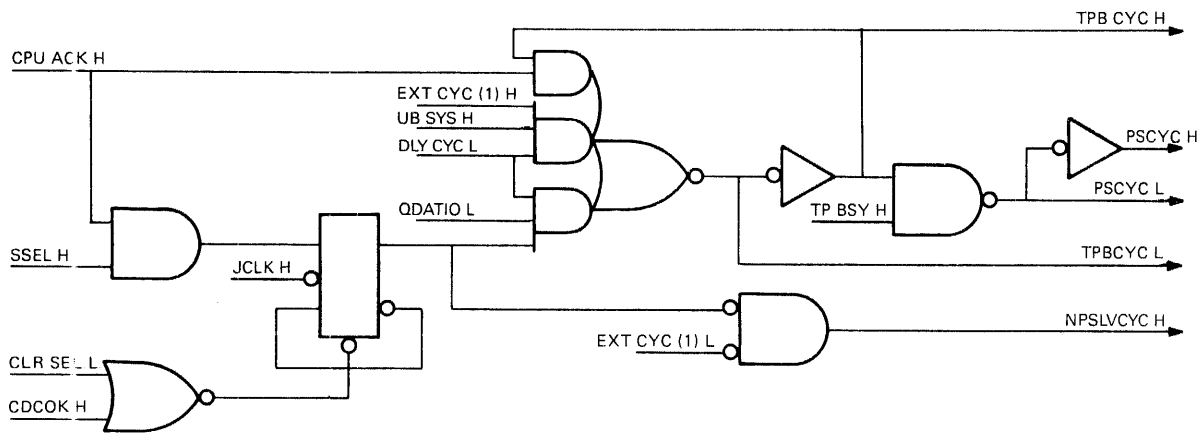 TPB CYC H
CPU ACK H
EXT CYC (1) H
UB SYS H
DLY CYC L
PSCYC H
QDATIO L
TP BSY H
PSCYC L
SSEL H
JCLK H
TPBCYC L
NPSLVCYC H
EXT CYC (1) L
CLR SEL L
CDCOK H